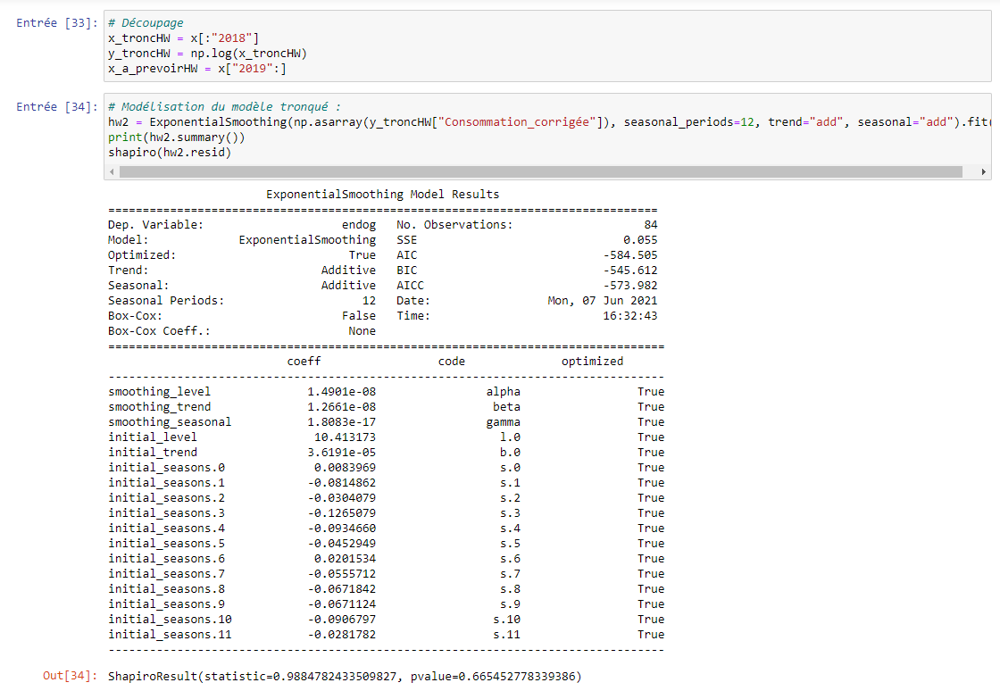 Entrée [33]: # Découpage
x_troncHW = x[:"2018"]
y_troncHW = np.log(x_troncHW)
x_a_prevoirHW = x["2019":]
Entrée [34]: # Modélisation du modèle tronqué :
hw2 = ExponentialSmoothing(np.asarray(y_troncHW["Consommation_corrigée"]), seasonal_periods=12, trend="add", seasonal="add").fit(
print(hw2.summary())
shapiro(hw2.resid)
ExponentialSmoothing Model Results
================================================================================
Dep. Variable: endog No. Observations: 84
Model: ExponentialSmoothing SSE 0.055
Optimized: True AIC -584.505
Trend: Additive BIC -545.612
Seasonal: Additive AICC -573.982
Seasonal Periods: 12 Date: Mon, 07 Jun 2021
Box-Cox: False Time: 16:32:43
Box-Cox Coeff.: None
=================================================================================
coeff code optimized
---------------------------------------------------------------------------------
smoothing_level 1.4901e-08 alpha True
smoothing_trend 1.2661e-08 beta True
smoothing_seasonal 1.8083e-17 gamma True
initial_level 10.413173 l.0 True
initial_trend 3.6191e-05 b.0 True
initial_seasons.0 0.0083969 s.0 True
initial_seasons.1 -0.0814862 s.1 True
initial_seasons.2 -0.0304079 s.2 True
initial_seasons.3 -0.1265079 s.3 True
initial_seasons.4 -0.0934660 s.4 True
initial_seasons.5 -0.0452949 s.5 True
initial_seasons.6 0.0201534 s.6 True
initial_seasons.7 -0.0555712 s.7 True
initial_seasons.8 -0.0671842 s.8 True
initial_seasons.9 -0.0671124 s.9 True
initial_seasons.10 -0.0906797 s.10 True
initial_seasons.11 -0.0281782 s.11 True
---------------------------------------------------------------------------------
Out[34]: ShapiroResult(statistic=0.9884782433509827, pvalue=0.665452778339386)